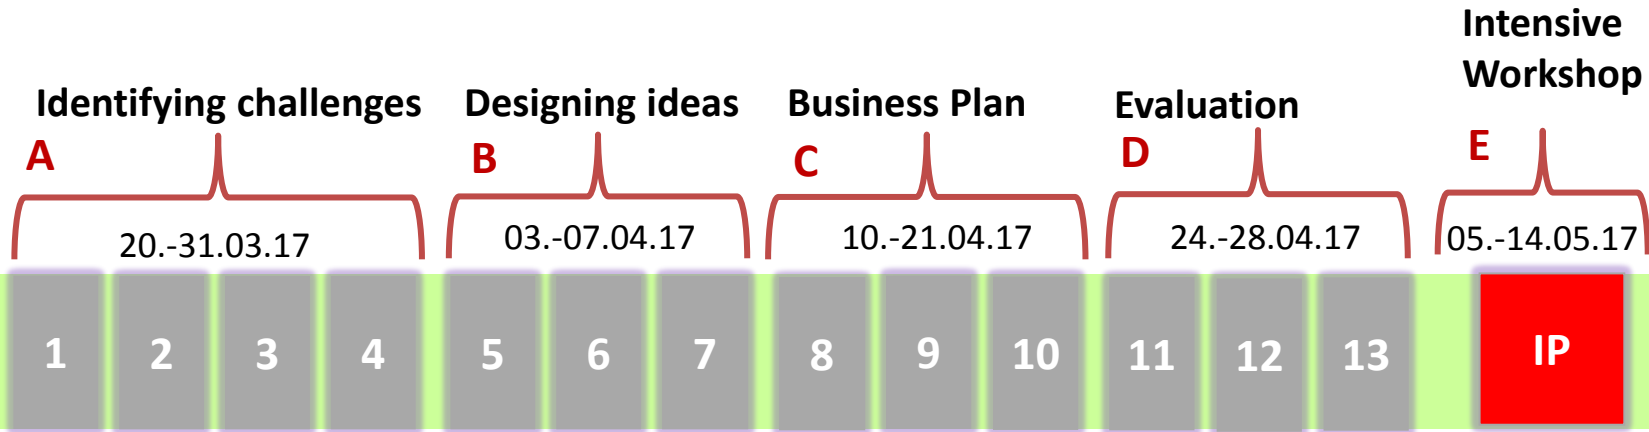 Identifying challenges
A
20.-31.03.17
Designing ideas
B
03.-07.04.17
Business Plan
C
10.-21.04.17
Evaluation
D
24.-28.04.17
Intensive
Workshop
E
05.-14.05.17
1 2 3 4 5 6 7 8 9 10 11 12 13 IP